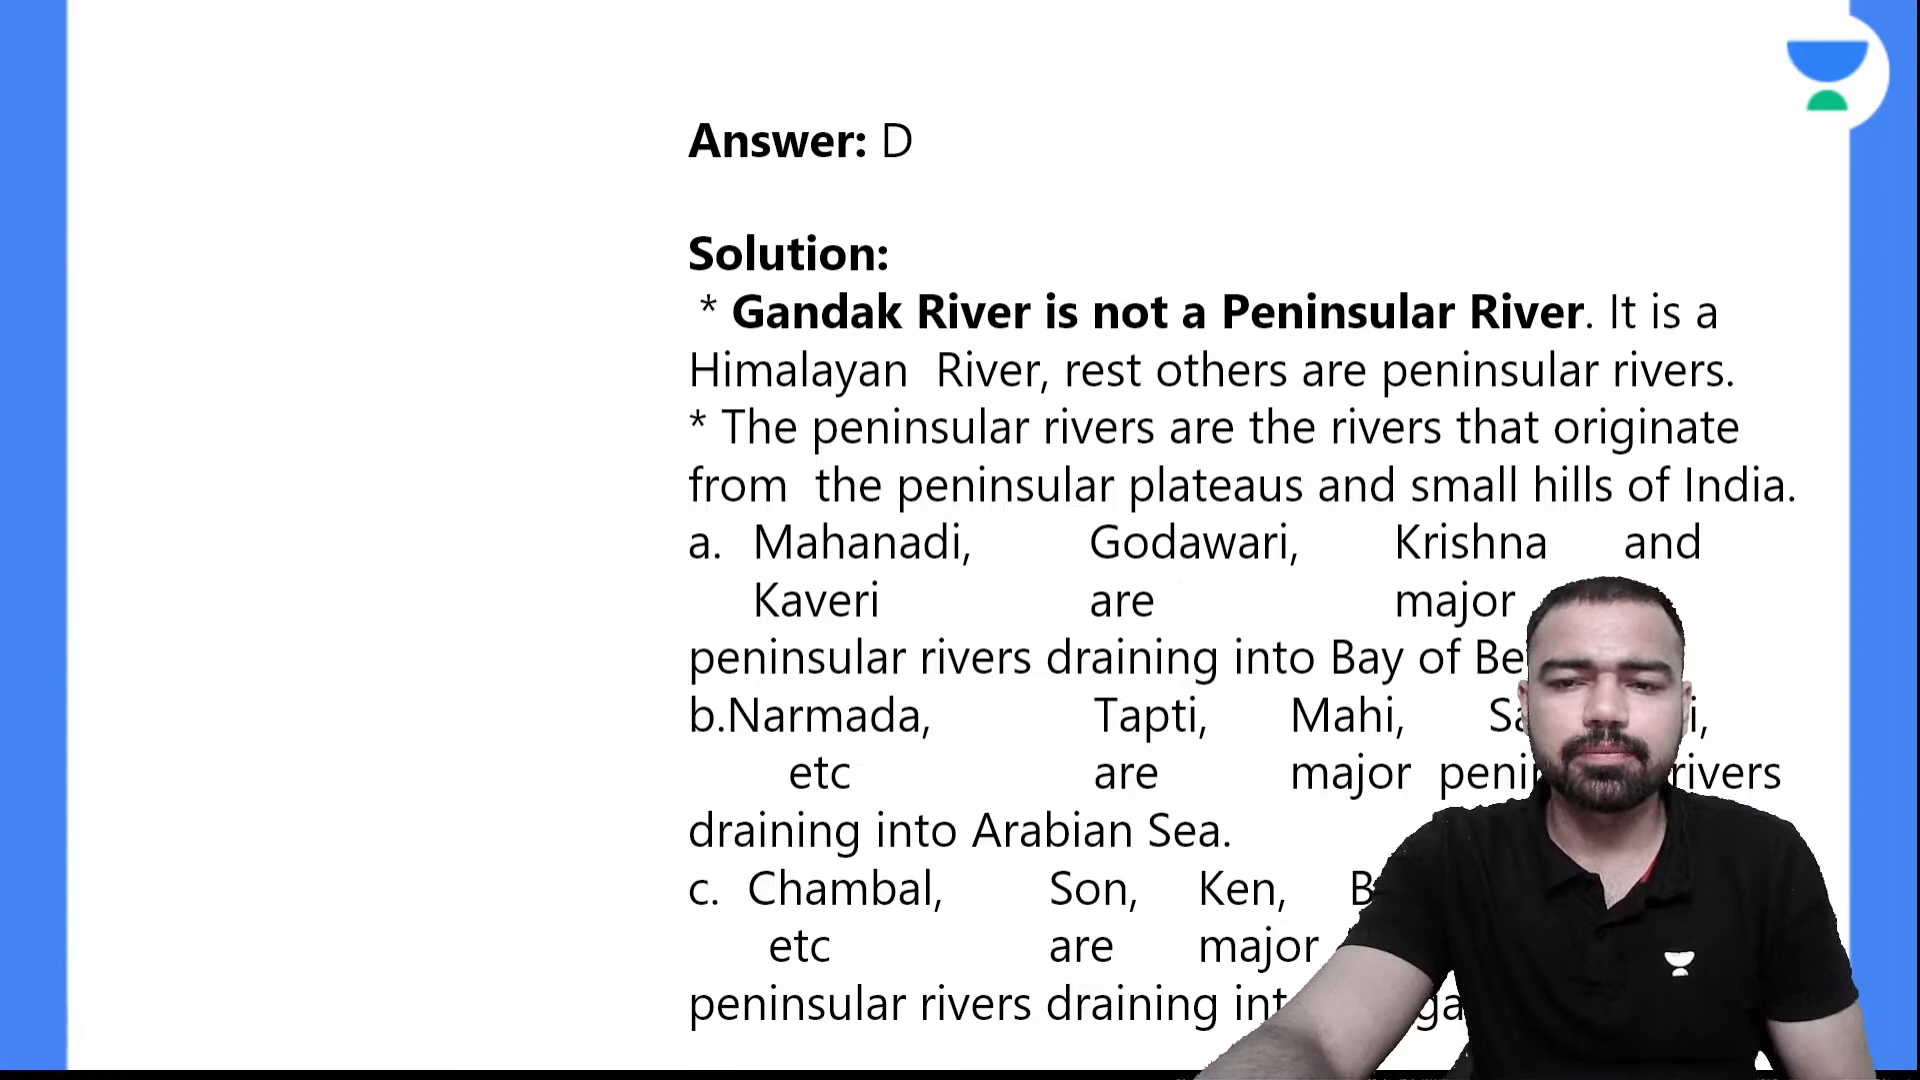 Answer: D
Solution:
* Gandak River is not a Peninsular River. It is a
Himalayan River, rest others are peninsular rivers.
* The peninsular rivers are the rivers that originate
from the peninsular plateaus and small hills of India.
a. Mahanadi, Godawari, Krishna and
Kaveri are major
peninsular rivers draining into Bay of
b.Narmada, Tapti, Mahi,
etc are major rivers
draining into Arabian Sea.
c. Chambal, Son, Ken,
etc are major
peninsular rivers draining